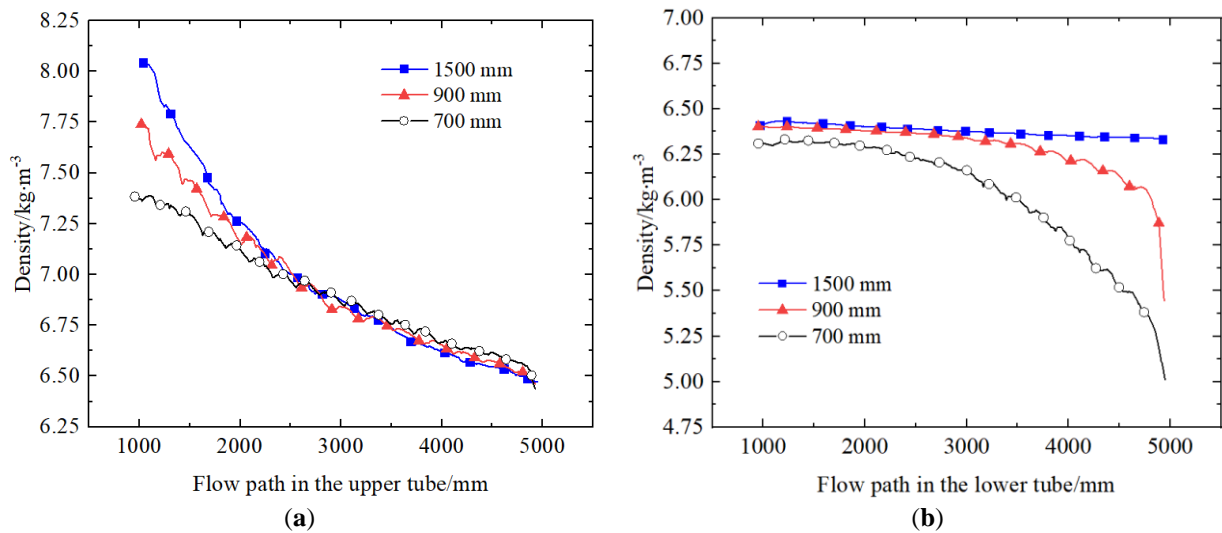 8.25
8.00
7.75
7.50
7.25
7.00
6.75
6.50
6.25
Density/kg·m⁻³
1500 mm
900 mm
700 mm
1000 2000 3000 4000 5000
Flow path in the upper tube/mm
(a)
7.00
6.75
6.50
6.25
6.00
5.75
5.50
5.25
5.00
4.75
Density/kg·m⁻³
1500 mm
900 mm
700 mm
1000 2000 3000 4000 5000
Flow path in the lower tube/mm
(b)